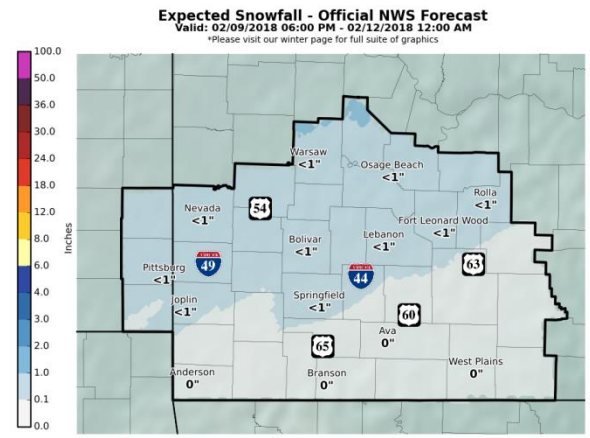 Expected Snowfall - Official NWS Forecast
Valid: 02/09/2018 06:00 PM - 02/12/2018 12:00 AM
*Please visit our winter page for full suite of graphics
100.0
50.0
36.0
30.0
24.0
18.0
12.0
8.0
6.0
4.0
3.0
2.0
1.0
0.1
0.0
Inches
Warsaw
<1"
Osage Beach
<1"
Rolla
<1"
Nevada
<1"
54
Fort Leonard Wood
<1"
Lebanon
<1"
Bolivar
<1"
Pittsburg
<1"
49
44
63
Joplin
<1"
Springfield
<1"
60
Ava
0"
65
West Plains
0"
Anderson
0"
Branson
0"